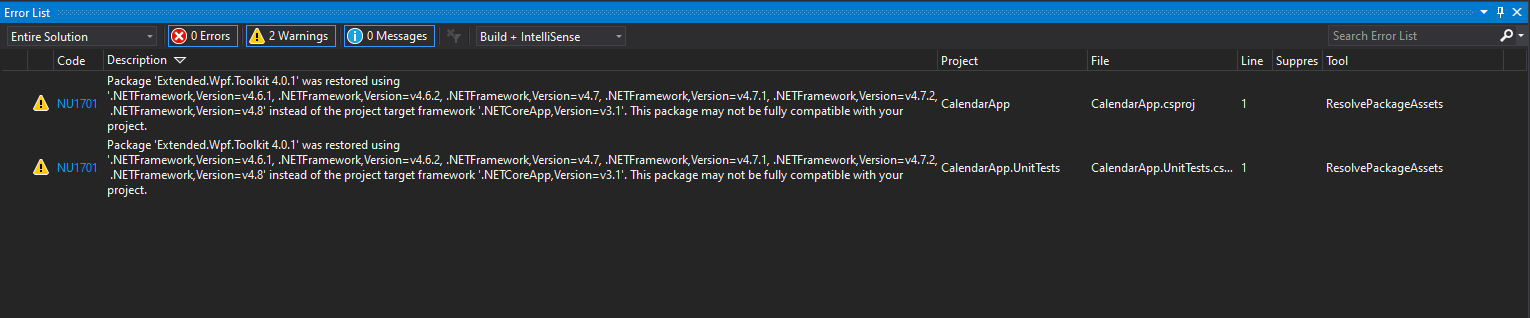 Error List
Entire Solution
0 Errors
2 Warnings
0 Messages
Build + IntelliSense
Search Error List
Code Description Project File Line Suppres Tool
Package 'Extended.Wpf.Toolkit 4.0.1' was restored using
'.NETFramework,Version=v4.6.1, .NETFramework,Version=v4.6.2, .NETFramework,Version=v4.7, .NETFramework,Version=v4.7.1, .NETFramework,Version=v4.7.2,
NU1701 .NETFramework,Version=v4.8' instead of the project target framework '.NETCoreApp,Version=v3.1'. This package may not be fully compatible with your CalendarApp CalendarApp.csproj 1 ResolvePackageAssets
project.
Package 'Extended.Wpf.Toolkit 4.0.1' was restored using
'.NETFramework,Version=v4.6.1, .NETFramework,Version=v4.6.2, .NETFramework,Version=v4.7, .NETFramework,Version=v4.7.1, .NETFramework,Version=v4.7.2,
NU1701 .NETFramework,Version=v4.8' instead of the project target framework '.NETCoreApp,Version=v3.1'. This package may not be fully compatible with your CalendarApp.UnitTests CalendarApp.UnitTests.cs... 1 ResolvePackageAssets
project.